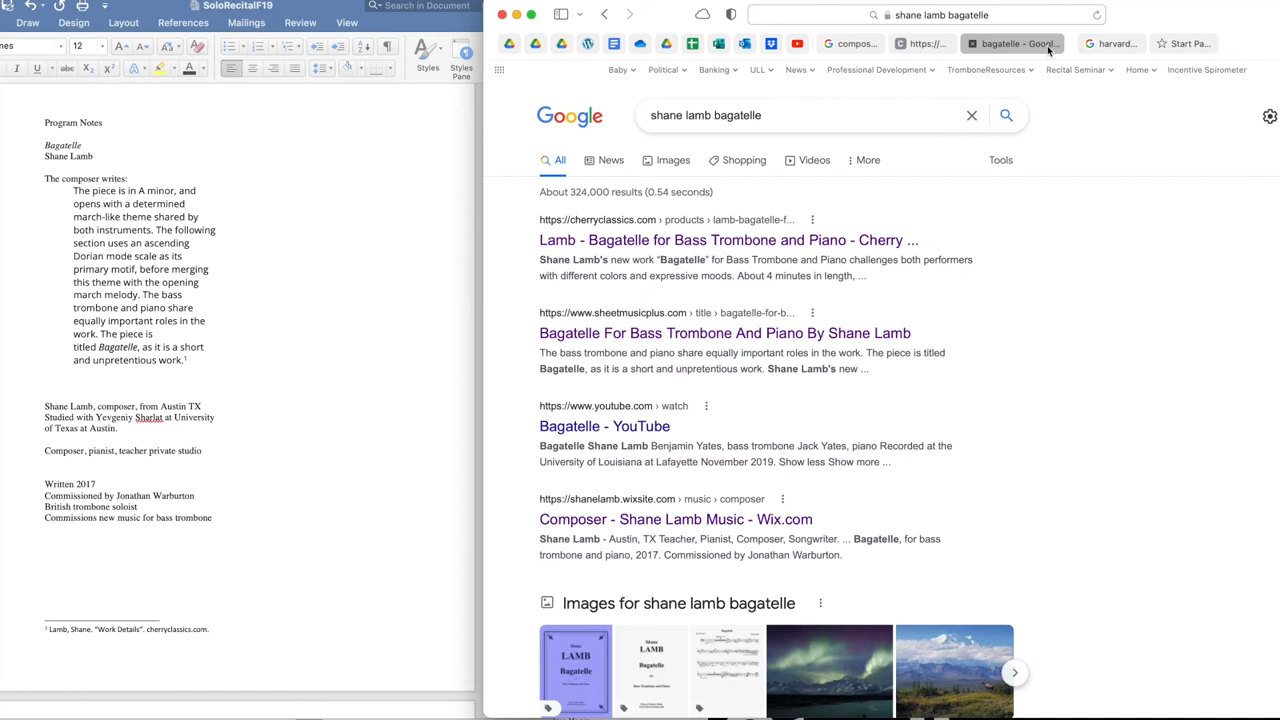 SoloRecitalF19
Search in Document
Draw
Design
Layout
References
Mailings
Review
View
12
Styles
Styles
Pane
Program Notes
Bagatelle
Shane Lamb
The composer writes:
The piece is in A minor, and
opens with a determined
march-like theme shared by
both instruments. The following
section uses an ascending
Dorian mode scale as its
primary motif, before merging
this theme with the opening
march melody. The bass
trombone and piano share
equally important roles in the
work. The piece is
titled Bagatelle, as it is a short
and unpretentious work.1
Shane Lamb, composer, from Austin TX
Studied with Yevgeniy Sharlat at University
of Texas at Austin.
Composer, pianist, teacher private studio
Written 2017
Commissioned by Jonathan Warburton
British trombone soloist
Commissions new music for bass trombone
1 Lamb, Shane. “Work Details”. cherryclassics.com.
shane lamb bagatelle
compos...
https://...
bagatelle - Googl...
harvard...
Start Pa...
Baby
Political
Banking
ULL
News
Professional Development
TromboneResources
Recital Seminar
Home
Incentive Spirometer
Google
shane lamb bagatelle
All
News
Images
Shopping
Videos
More
Tools
About 324,000 results (0.54 seconds)
https://cherryclassics.com › products › lamb-bagatelle-f...
Lamb - Bagatelle for Bass Trombone and Piano - Cherry ...
Shane Lamb's new work “Bagatelle” for Bass Trombone and Piano challenges both performers
with different colors and expressive moods. About 4 minutes in length, ...
https://www.sheetmusicplus.com › title › bagatelle-for-b...
Bagatelle For Bass Trombone And Piano By Shane Lamb
The bass trombone and piano share equally important roles in the work. The piece is titled
Bagatelle, as it is a short and unpretentious work. Shane Lamb's new ...
https://www.youtube.com › watch
Bagatelle - YouTube
Bagatelle Shane Lamb Benjamin Yates, bass trombone Jack Yates, piano Recorded at the
University of Louisiana at Lafayette November 2019. Show less Show more ...
https://shanelamb.wixsite.com › music › composer
Composer - Shane Lamb Music - Wix.com
Shane Lamb - Austin, TX Teacher, Pianist, Composer, Songwriter. ... Bagatelle, for bass
trombone and piano, 2017. Commissioned by Jonathan Warburton.
Images for shane lamb bagatelle
Shane
LAMB
Bagatelle
Shane
LAMB
Bagatelle